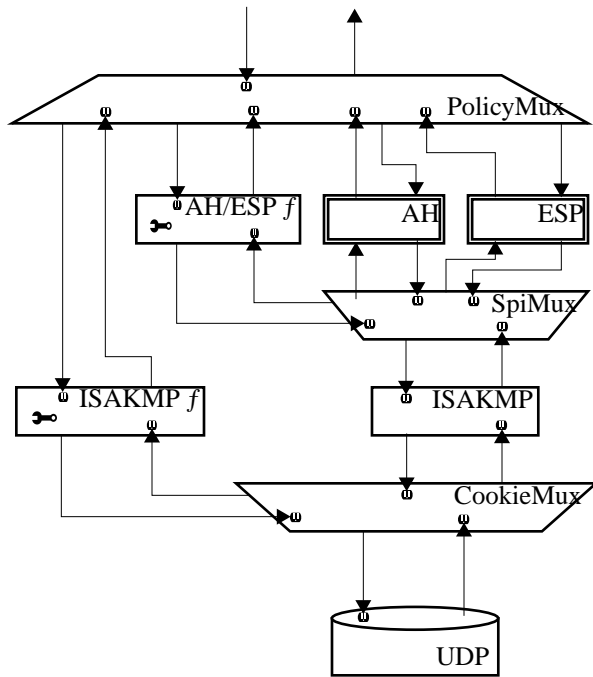 PolicyMux
AH/ESP ƒ
AH
ESP
SpiMux
ISAKMP ƒ
ISAKMP
CookieMux
UDP